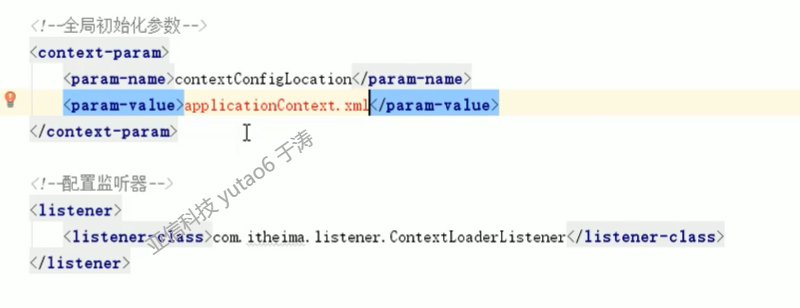 <!--全局初始化参数-->
<context-param>
<param-name>contextConfigLocation</param-name>
<param-value>applicationContext.xml</param-value>
</context-param>
<!--配置监听器-->
<listener>
<listener-class>com.itheima.listener.ContextLoaderListener</listener-class>
</listener>
亚信科技 yutao6 于涛